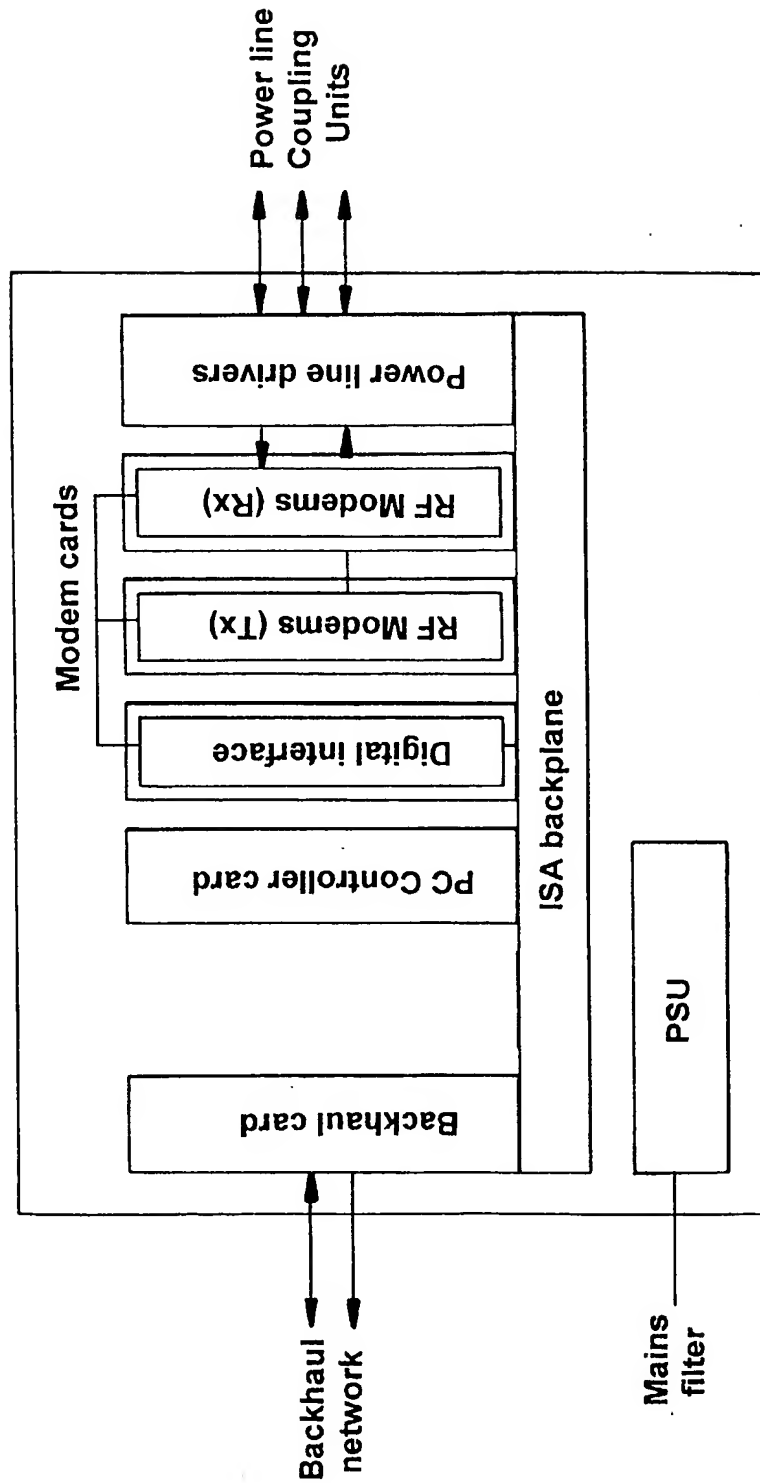 Power line
Coupling
Units
Modem cards
Power line drivers
RF Modems (Rx)
RF Modems (Tx)
Digital interface
PC Controller card
Backhaul card
ISA backplane
PSU
Backhaul
network
Mains
filter